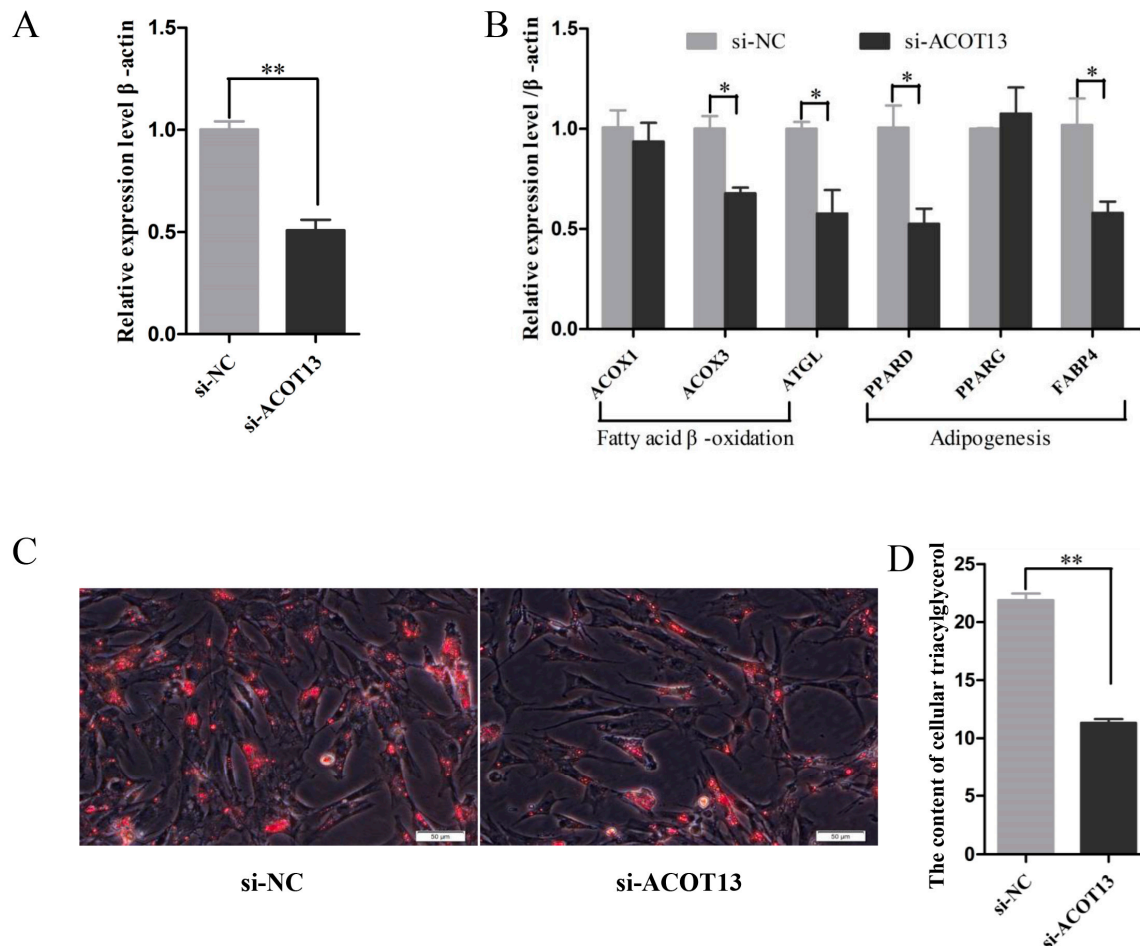 A
Relative expression level β -actin
1.5
1.0
0.5
0.0
**
si-NC
si-ACOT13
B
Relative expression level /β -actin
1.5
1.0
0.5
0.0
si-NC
si-ACOT13
*
*
*
*
ACOX1
ACOX3
ATGL
PPARD
PPARG
FABP4
Fatty acid β -oxidation
Adipogenesis
C
50 μm
50 μm
si-NC
si-ACOT13
D
The content of cellular triacylglycerol
25
20
15
10
5
0
**
si-NC
si-ACOT13